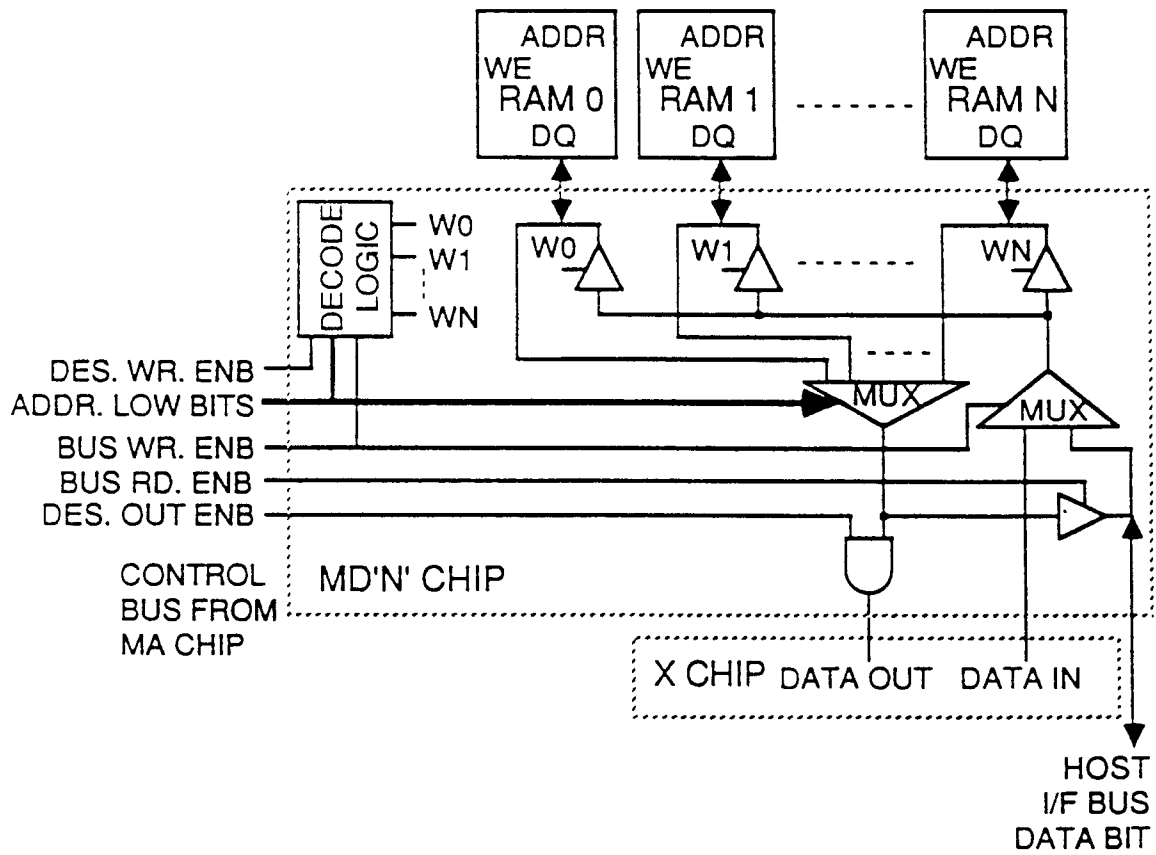 ADDR
WE
RAM 0
DQ
ADDR
WE
RAM 1
DQ
ADDR
WE
RAM N
DQ
DECODE
LOGIC
W0
W1
WN
W0
W1
WN
DES. WR. ENB
ADDR. LOW BITS
BUS WR. ENB
BUS RD. ENB
DES. OUT ENB
MUX
MUX
CONTROL
BUS FROM
MA CHIP
MD'N' CHIP
X CHIP DATA OUT DATA IN
HOST
I/F BUS
DATA BIT